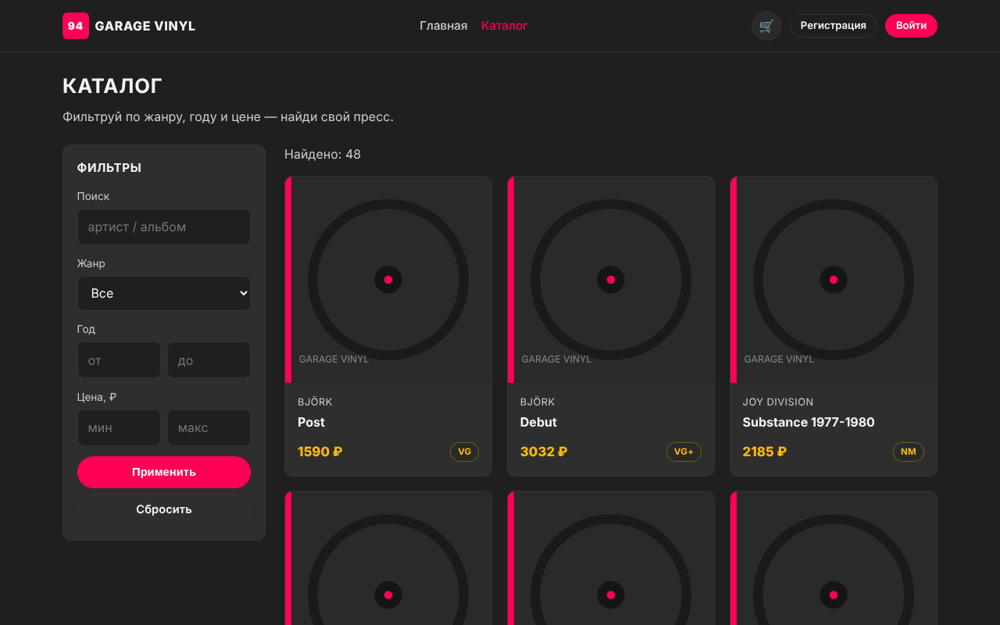 94 GARAGE VINYL
Главная Каталог
Регистрация Войти
КАТАЛОГ
Фильтруй по жанру, году и цене — найди свой пресс.
ФИЛЬТРЫ
Поиск
артист / альбом
Жанр
Все
Год
от до
Цена, ₽
мин макс
Применить
Сбросить
Найдено: 48
GARAGE VINYL
BJÖRK
Post
1590 ₽ VG
GARAGE VINYL
BJÖRK
Debut
3032 ₽ VG+
GARAGE VINYL
JOY DIVISION
Substance 1977-1980
2185 ₽ NM